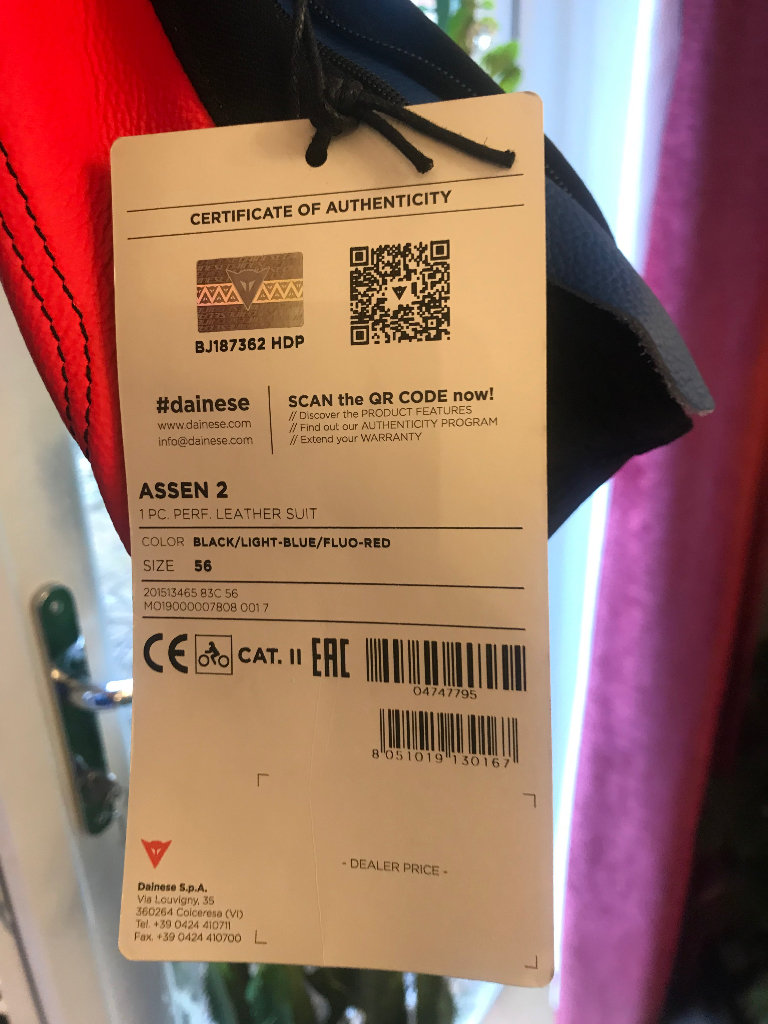 CERTIFICATE OF AUTHENTICITY
BJ187362 HDP
#dainese
www.dainese.com
info@dainese.com
SCAN the QR CODE now!
// Discover the PRODUCT FEATURES
// Find out our AUTHENTICITY PROGRAM
// Extend your WARRANTY
ASSEN 2
1 PC. PERF. LEATHER SUIT
COLOR BLACK/LIGHT-BLUE/FLUO-RED
SIZE 56
201513465 83C 56
MO19000007808 001 7
CE CAT. II EAC
04747795
8 051019 130167
- DEALER PRICE -
Dainese S.p.A.
Via Louvigny, 35
360264 Colceresa (VI)
Tel. +39 0424 410711
Fax. +39 0424 410700